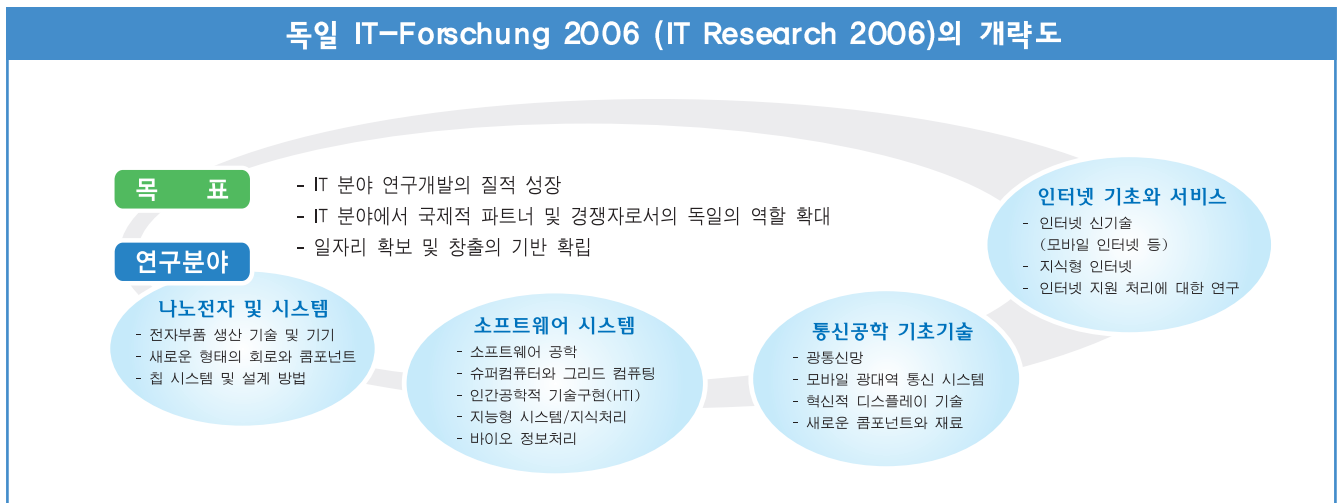 독일 IT-Forschung 2006 (IT Research 2006)의 개략도
목 표
- IT 분야 연구개발의 질적 성장
- IT 분야에서 국제적 파트너 및 경쟁자로서의 독일의 역할 확대
- 일자리 확보 및 창출의 기반 확립
연구분야
나노전자 및 시스템
- 전자부품 생산 기술 및 기기
- 새로운 형태의 회로와 콤포넌트
- 칩 시스템 및 설계 방법
소프트웨어 시스템
- 소프트웨어 공학
- 슈퍼컴퓨터와 그리드 컴퓨팅
- 인간공학적 기술구현(HTI)
- 지능형 시스템/지식처리
- 바이오 정보처리
통신공학 기초기술
- 광통신망
- 모바일 광대역 통신 시스템
- 혁신적 디스플레이 기술
- 새로운 콤포넌트와 재료
인터넷 기초와 서비스
- 인터넷 신기술
(모바일 인터넷 등)
- 지식형 인터넷
- 인터넷 지원 처리에 대한 연구